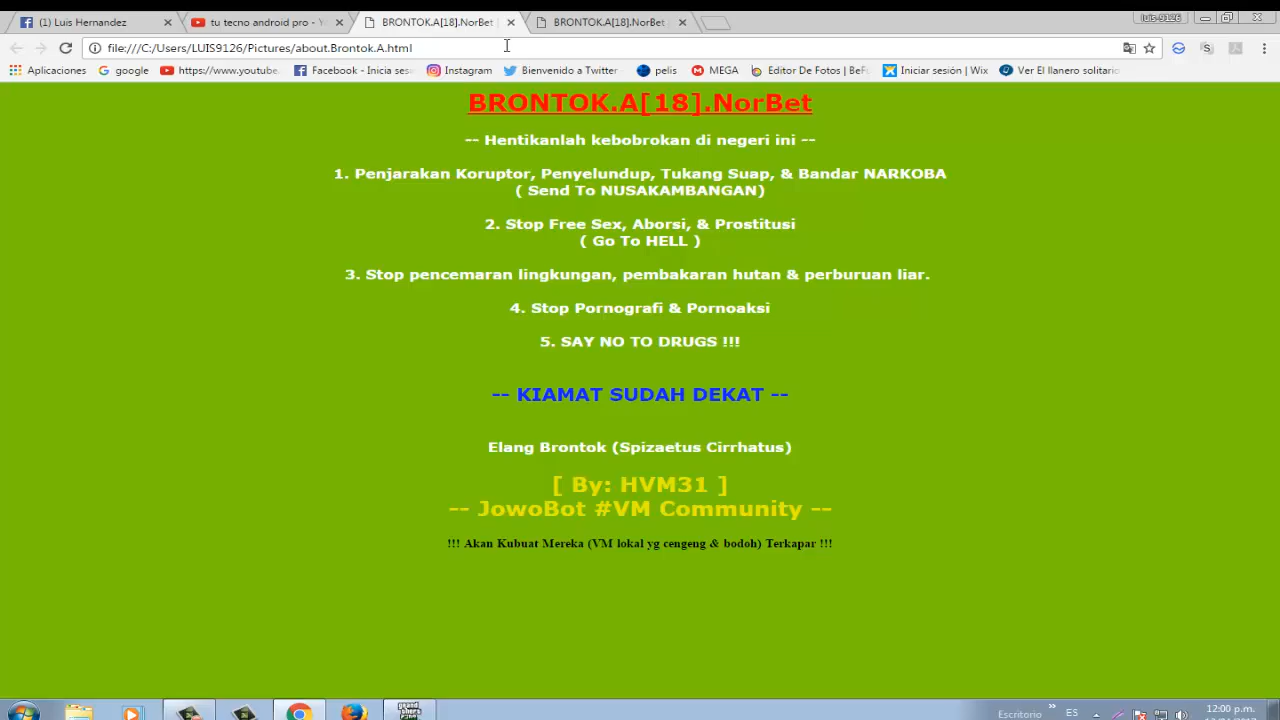 (1) Luis Hernandez
tu tecno android pro - Y
BRONTOK.A[18].NorBet
BRONTOK.A[18].NorBet
luis.9126
file:///C:/Users/LUIS9126/Pictures/about.Brontok.A.html
Aplicaciones
google
https://www.youtube.
Facebook - Inicia ses
Instagram
Bienvenido a Twitter
pelis
MEGA
Editor De Fotos | BeF
Iniciar sesión | Wix
Ver El llanero solitario
BRONTOK.A[18].NorBet
-- Hentikanlah kebobrokan di negeri ini --
1. Penjarakan Koruptor, Penyelundup, Tukang Suap, & Bandar NARKOBA
( Send To NUSAKAMBANGAN)
2. Stop Free Sex, Aborsi, & Prostitusi
( Go To HELL )
3. Stop pencemaran lingkungan, pembakaran hutan & perburuan liar.
4. Stop Pornografi & Pornoaksi
5. SAY NO TO DRUGS !!!
-- KIAMAT SUDAH DEKAT --
Elang Brontok (Spizaetus Cirrhatus)
[ By: HVM31 ]
-- JowoBot #VM Community --
!!! Akan Kubuat Mereka (VM lokal yg cengeng & bodoh) Terkapar !!!
Escritorio
ES
12:00 p.m.